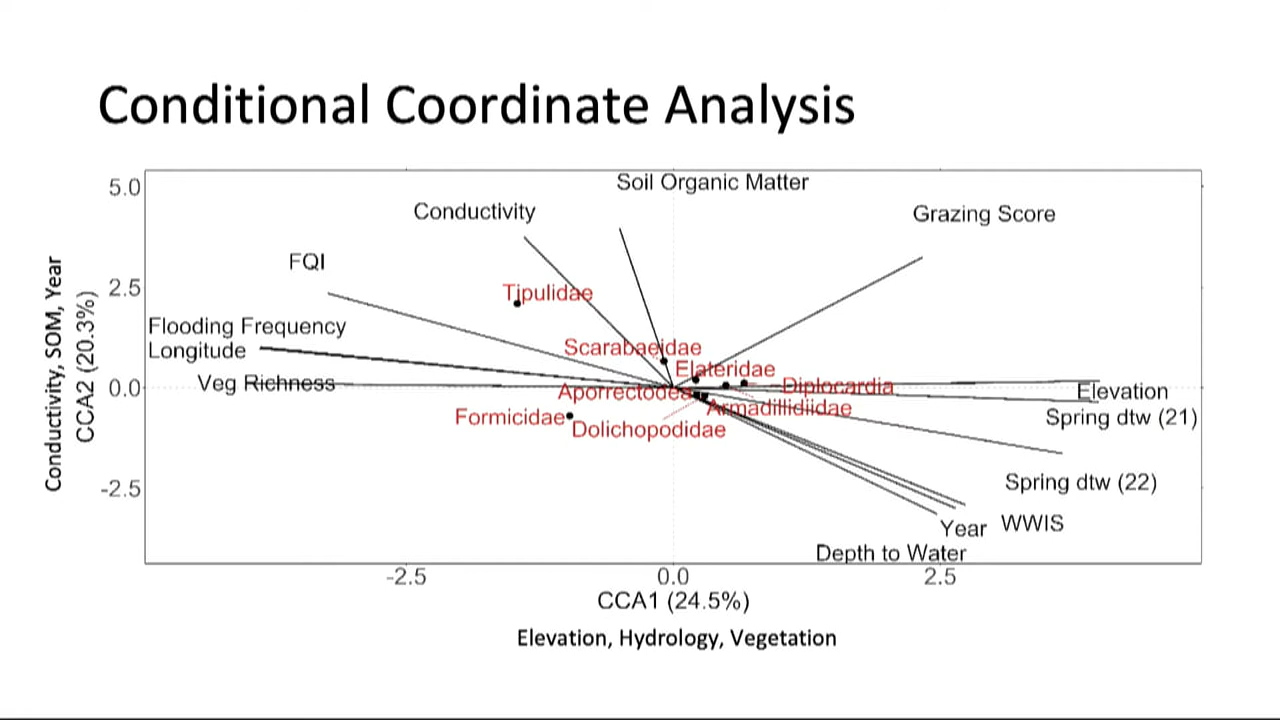 Conditional Coordinate Analysis
Soil Organic Matter
Conductivity
Grazing Score
FQI
Tipulidae
Flooding Frequency
Longitude
Scarabaeidae
Elateridae
Veg Richness
Aporrectodea
Diplocardia
Elevation
Armadillidiidae
Formicidae
Dolichopodidae
Spring dtw (21)
Spring dtw (22)
Year
WWIS
Depth to Water
5.0
2.5
0.0
-2.5
Conductivity, SOM, Year
CCA2 (20.3%)
-2.5
0.0
2.5
CCA1 (24.5%)
Elevation, Hydrology, Vegetation